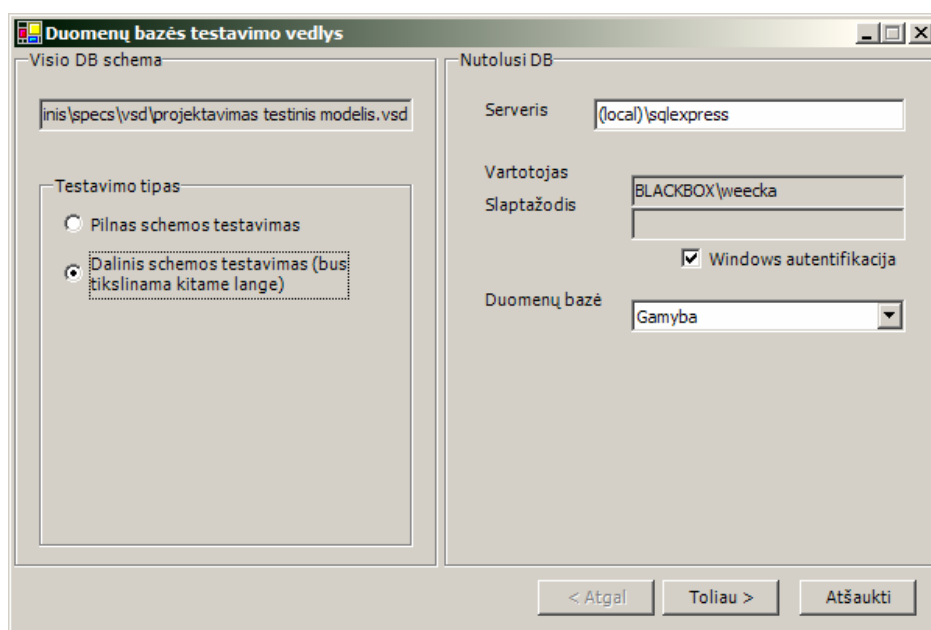 Duomenų bazės testavimo vedlys
Visio DB schema
inis\specs\vsd\projektavimas testinis modelis.vsd
Testavimo tipas
Pilnas schemos testavimas
Dalinis schemos testavimas (bus
tikslinama kitame lange)
Nutolusi DB
Serveris
(local)\sqlexpress
Vartotojas
BLACKBOX\weecka
Slaptažodis
Windows autentifikacija
Duomenų bazė
Gamyba
< Atgal
Toliau >
Atšaukti